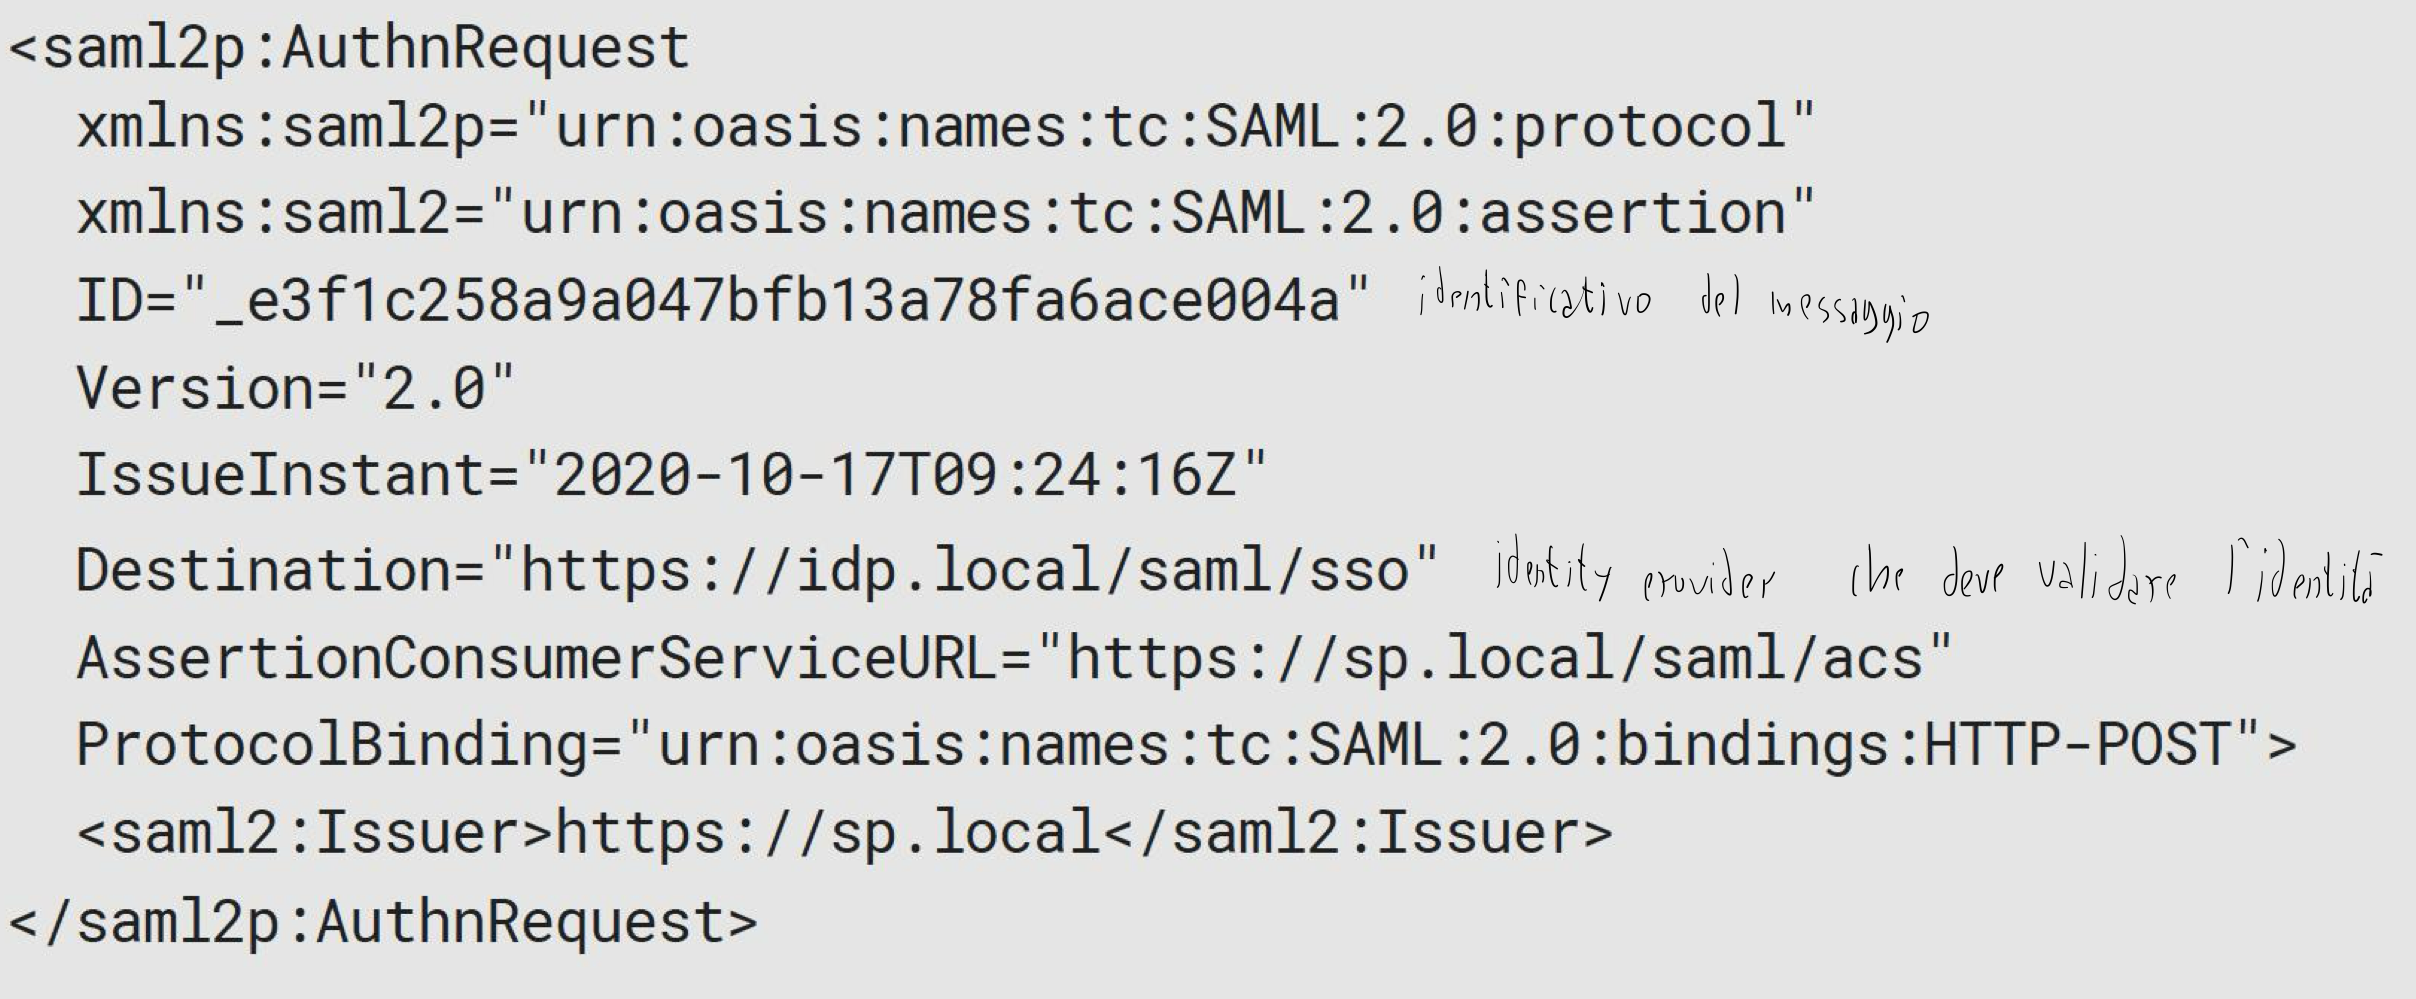 <saml2p:AuthnRequest
xmlns:saml2p="urn:oasis:names:tc:SAML:2.0:protocol"
xmlns:saml2="urn:oasis:names:tc:SAML:2.0:assertion"
ID="_e3f1c258a9a047bfb13a78fa6ace004a" identificativo del messaggio
Version="2.0"
IssueInstant="2020-10-17T09:24:16Z"
Destination="https://idp.local/saml/sso" identity provider che deve validare l'identità
AssertionConsumerServiceURL="https://sp.local/saml/acs"
ProtocolBinding="urn:oasis:names:tc:SAML:2.0:bindings:HTTP-POST">
<saml2:Issuer>https://sp.local</saml2:Issuer>
</saml2p:AuthnRequest>